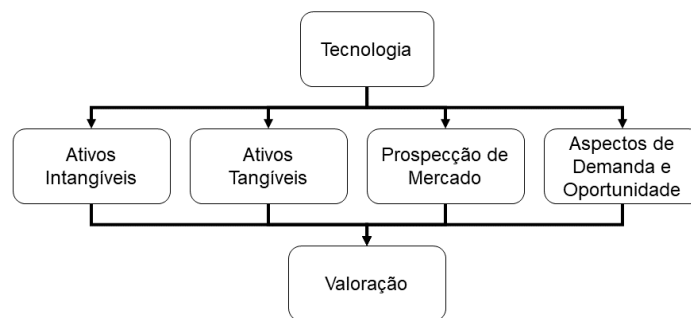 Tecnologia
Ativos
Intangíveis
Ativos
Tangíveis
Prospecção de
Mercado
Aspectos de
Demanda e
Oportunidade
Valoração